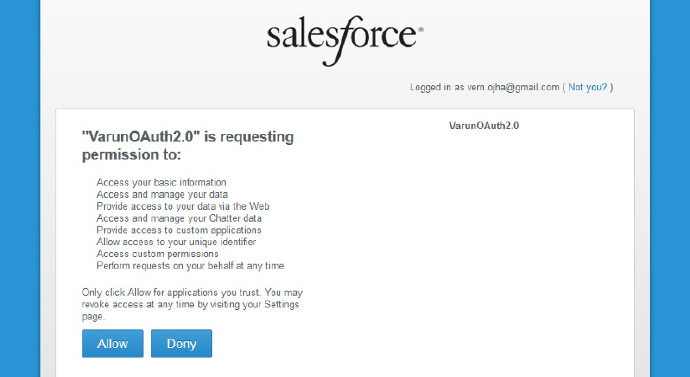 salesforce®
Logged in as vern.ojha@gmail.com ( Not you? )
"VarunOAuth2.0" is requesting
permission to:
VarunOAuth2.0
Access your basic information
Access and manage your data
Provide access to your data via the Web
Access and manage your Chatter data
Provide access to custom applications
Allow access to your unique identifier
Access custom permissions
Perform requests on your behalf at any time
Only click Allow for applications you trust. You may
revoke access at any time by visiting your Settings
page.
Allow
Deny